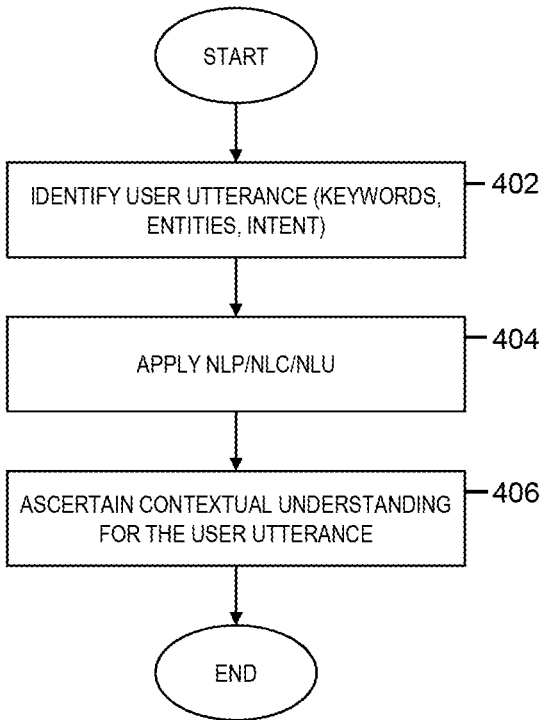 START
IDENTIFY USER UTTERANCE (KEYWORDS,
ENTITIES, INTENT)
402
APPLY NLP/NLC/NLU
404
ASCERTAIN CONTEXTUAL UNDERSTANDING
FOR THE USER UTTERANCE
406
END